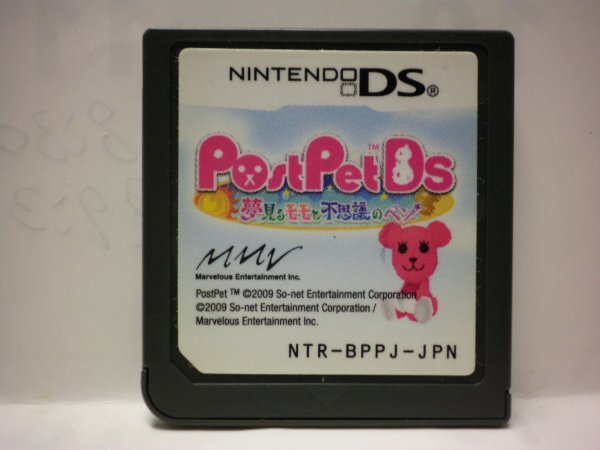 NINTENDO DS®
PostPet DS™
夢見るモモと不思議のペン
MMV
Marvelous Entertainment Inc.
PostPet ™ ©2009 So-net Entertainment Corporation
©2009 So-net Entertainment Corporation /
Marvelous Entertainment Inc.
NTR-BPPJ-JPN